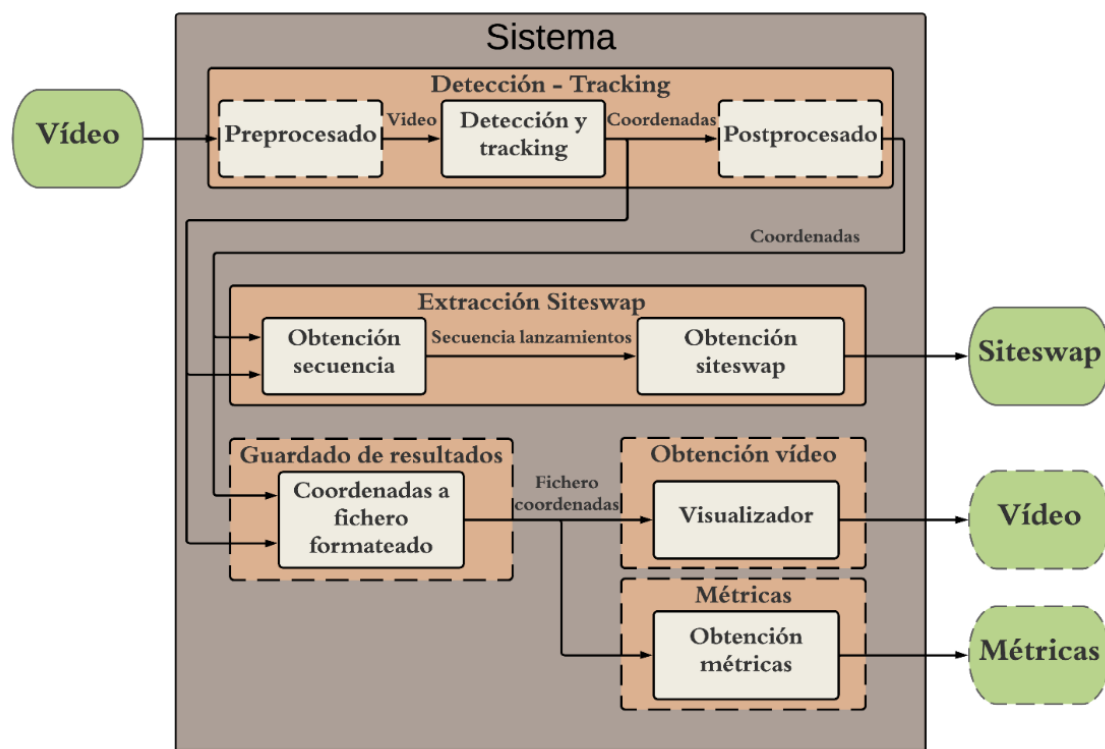 Sistema
Detección - Tracking
Vídeo
Preprocesado
Video
Detección y
tracking
Coordenadas
Postprocesado
Coordenadas
Extracción Siteswap
Obtención
secuencia
Secuencia lanzamientos
Obtención
siteswap
Siteswap
Guardado de resultados
Coordenadas a
fichero
formateado
Fichero
coordenadas
Obtención vídeo
Visualizador
Vídeo
Métricas
Obtención
métricas
Métricas